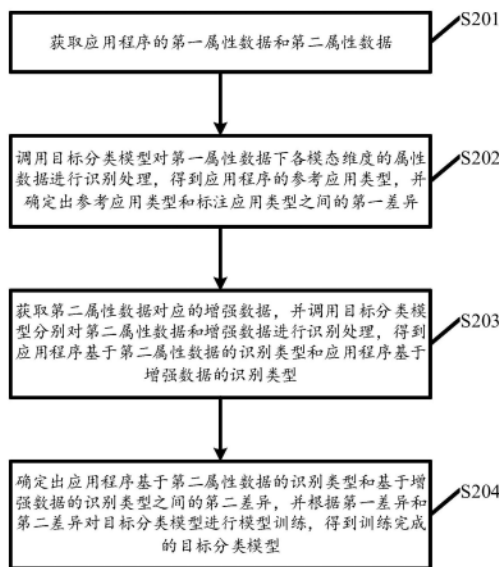 获取应用程序的第一属性数据和第二属性数据
S201
调用目标分类模型对第一属性数据下各模态维度的属性
数据进行识别处理，得到应用程序的参考应用类型，并
确定出参考应用类型和标注应用类型之间的第一差异
S202
获取第二属性数据对应的增强数据，并调用目标分类模
型分别对第二属性数据和增强数据进行识别处理，得到
应用程序基于第二属性数据的识别类型和应用程序基于
增强数据的识别类型
S203
确定出应用程序基于第二属性数据的识别类型和基于增
强数据的识别类型之间的第二差异，并根据第一差异和
第二差异对目标分类模型进行模型训练，得到训练完成
的目标分类模型
S204